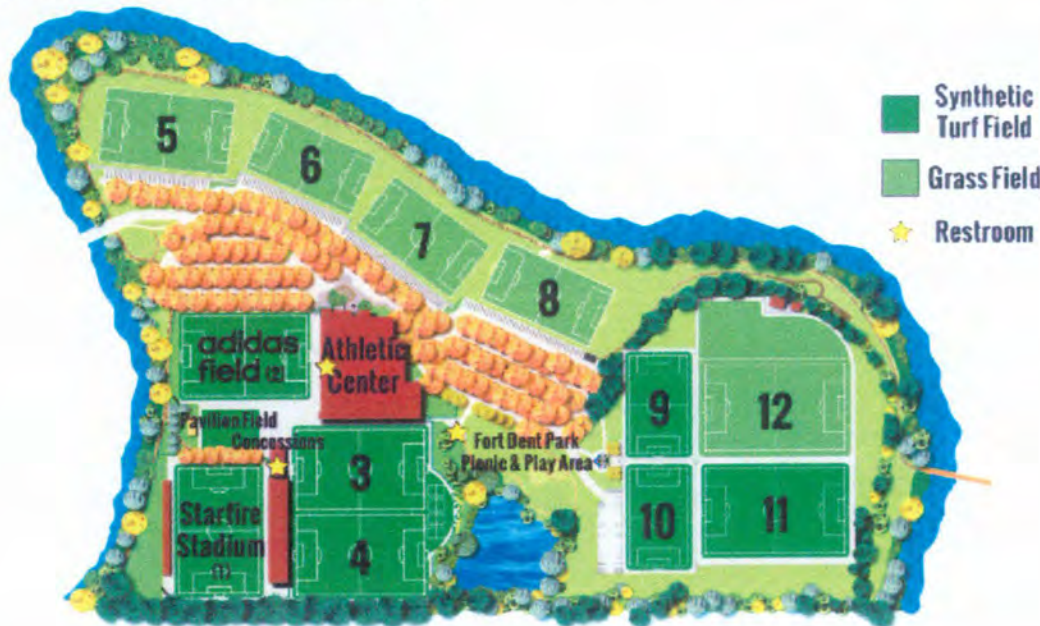 Synthetic
Turf Field
Grass Field
Restroom
5
6
7
8
adidas
field (2)
Athletic
Center
Pavilion Field
Concessions
Fort Dent Park
Picnic & Play Area
9
12
3
Starfire
Stadium
(1)
4
10
11